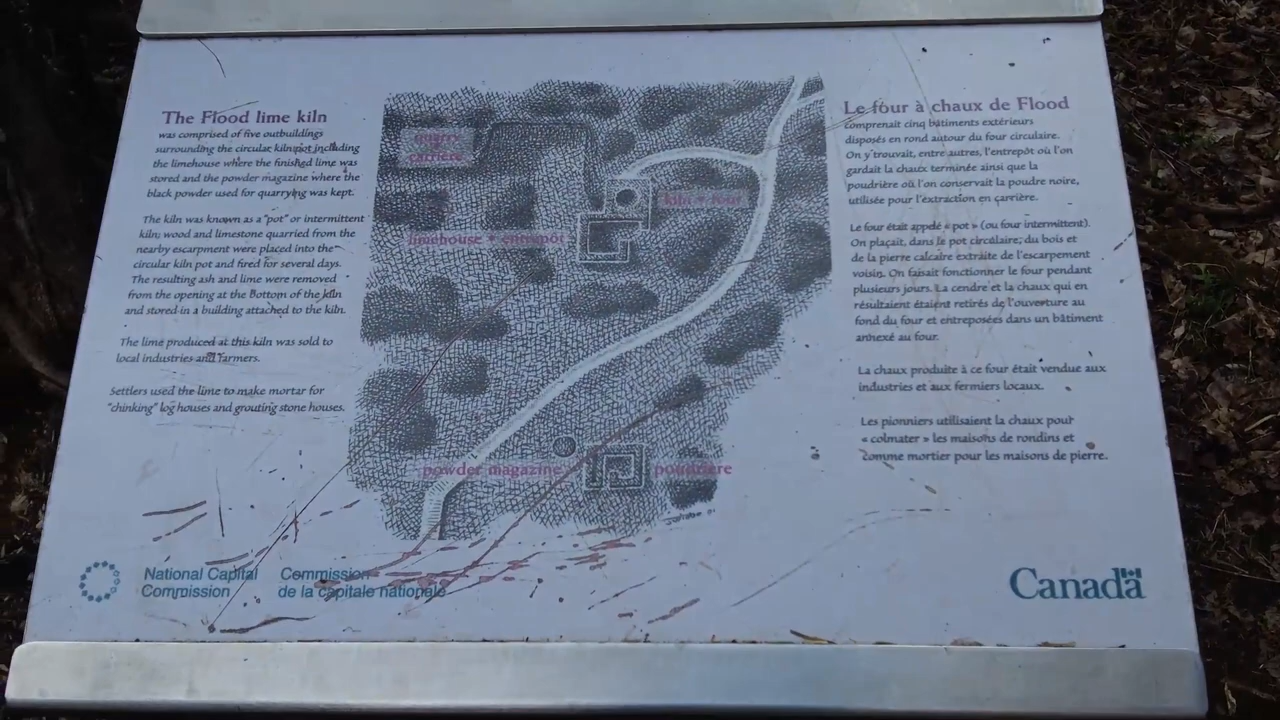 The Flood lime kiln
was comprised of five outbuildings
surrounding the circular kiln pot including
the limehouse where the finished lime was
stored and the powder magazine where the
black powder used for quarrying was kept.
The kiln was known as a "pot" or intermittent
kiln; wood and limestone quarried from the
nearby escarpment were placed into the
circular kiln pot and fired for several days.
The resulting ash and lime were removed
from the opening at the bottom of the kiln
and stored in a building attached to the kiln.
The lime produced at this kiln was sold to
local industries and farmers.
Settlers used the lime to make mortar for
"chinking" log houses and grouting stone houses.
quarry
carrière
kiln + four
limehouse + entrepôt
powder magazine
poudrière
Le four à chaux de Flood
comprenait cinq bâtiments extérieurs
disposés en rond autour du four circulaire.
On y trouvait, entre autres, l'entrepôt où l'on
gardait la chaux terminée ainsi que la
poudrière où l'on conservait la poudre noire,
utilisée pour l'extraction en carrière.
Le four était appelé « pot » (ou four intermittent).
On plaçait, dans le pot circulaire, du bois et
de la pierre calcaire extraite de l'escarpement
voisin. On faisait fonctionner le four pendant
plusieurs jours. La cendre et la chaux qui en
résultaient étaient retirés de l'ouverture au
fond du four et entreposées dans un bâtiment
annexé au four.
La chaux produite à ce four était vendue aux
industries et aux fermiers locaux.
Les pionniers utilisaient la chaux pour
« colmater » les maisons de rondins et
comme mortier pour les maisons de pierre.
National Capital
Commission
Commission
de la capitale nationale
Canada